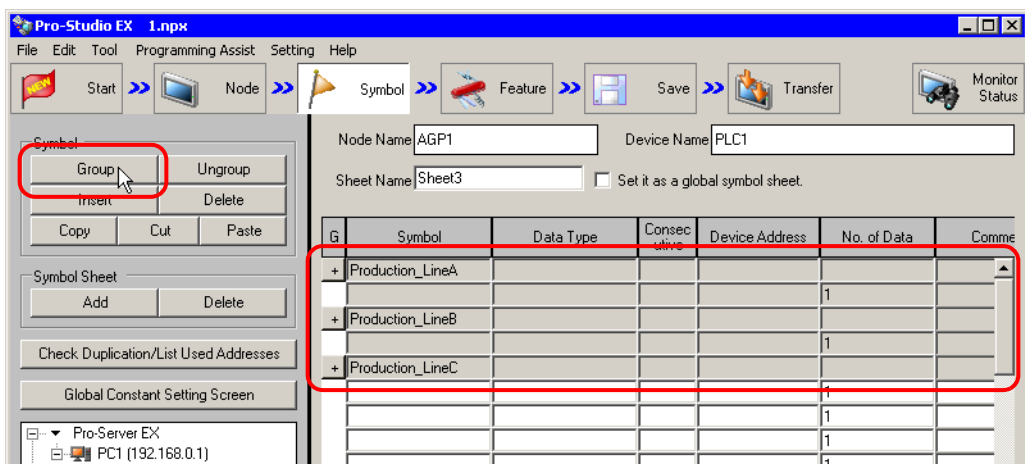 Pro-Studio EX 1.npx
File Edit Tool Programming Assist Setting Help
NEW Start Node Symbol Feature Save Transfer Monitor Status
Symbol
Group Ungroup
Insert Delete
Copy Cut Paste
Symbol Sheet
Add Delete
Check Duplication/List Used Addresses
Global Constant Setting Screen
Pro-Server EX
PC1 (192.168.0.1)
Node Name AGP1 Device Name PLC1
Sheet Name Sheet3 Set it as a global symbol sheet.
G Symbol Data Type Consecutive Device Address No. of Data Comme
+ Production_LineA
1
+ Production_LineB
1
+ Production_LineC
1
1
1
1